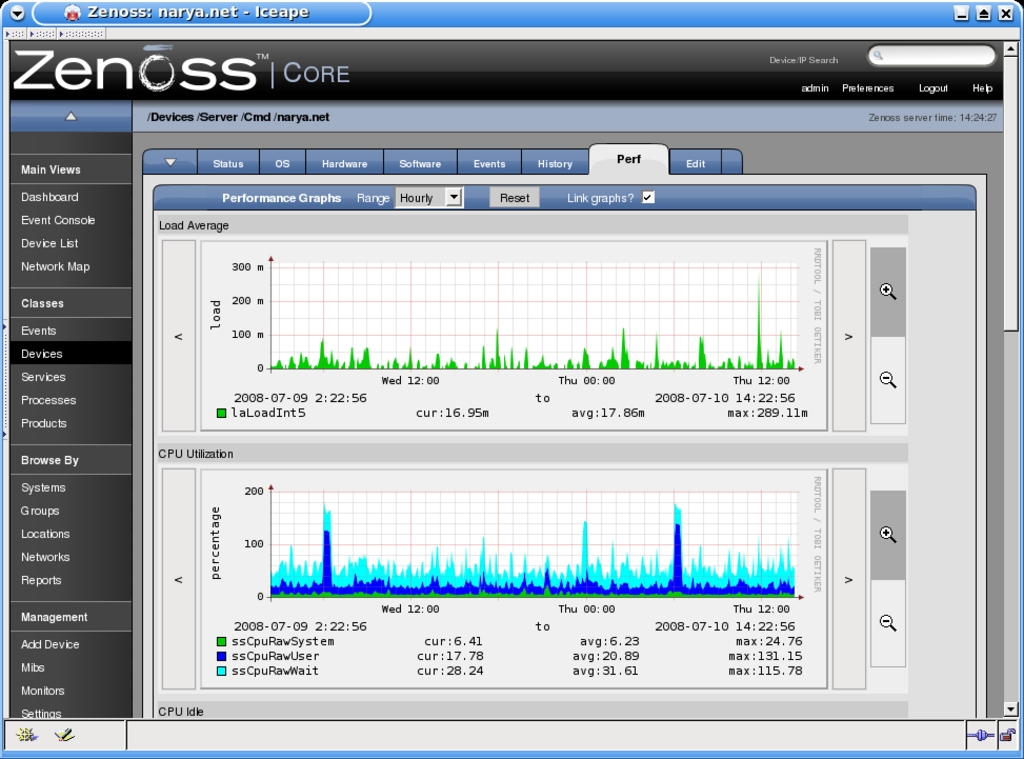 Zenoss: narya.net - Iceape
Zenoss™ | CORE
Device/IP Search
admin Preferences Logout Help
/Devices /Server /Cmd /narya.net
Zenoss server time: 14:24:27
Main Views
Dashboard
Event Console
Device List
Network Map
Classes
Events
Devices
Services
Processes
Products
Browse By
Systems
Groups
Locations
Networks
Reports
Management
Add Device
Mibs
Monitors
Settings
Status OS Hardware Software Events History Perf Edit
Performance Graphs Range Hourly Reset Link graphs?
Load Average
<
300 m
200 m
100 m
0
load
Wed 12:00 Thu 00:00 Thu 12:00
2008-07-09 2:22:56 to 2008-07-10 14:22:56
laLoadInt5 cur:16.95m avg:17.86m max:289.11m
RRDTOOL / TOBI OETIKER
>
CPU Utilization
<
200
100
0
percentage
Wed 12:00 Thu 00:00 Thu 12:00
2008-07-09 2:22:56 to 2008-07-10 14:22:56
ssCpuRawSystem cur:6.41 avg:6.23 max:24.76
ssCpuRawUser cur:17.78 avg:20.89 max:131.15
ssCpuRawWait cur:28.24 avg:31.61 max:115.78
RRDTOOL / TOBI OETIKER
>
CPU Idle